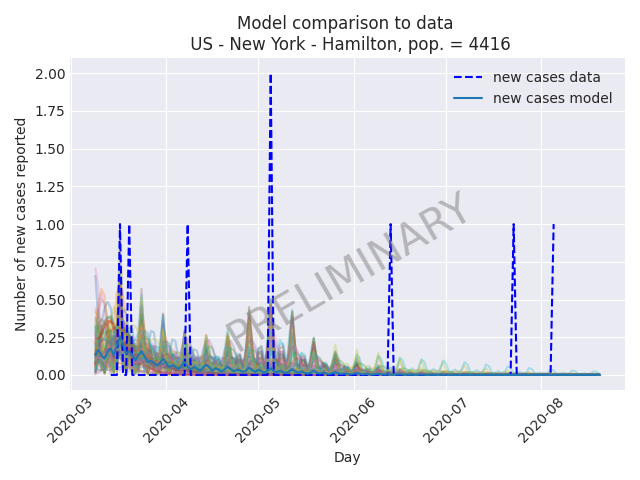 Model comparison to data
US - New York - Hamilton, pop. = 4416
new cases data
new cases model
Number of new cases reported
2.00
1.75
1.50
1.25
1.00
0.75
0.50
0.25
0.00
PRELIMINARY
2020-03
2020-04
2020-05
2020-06
2020-07
2020-08
Day